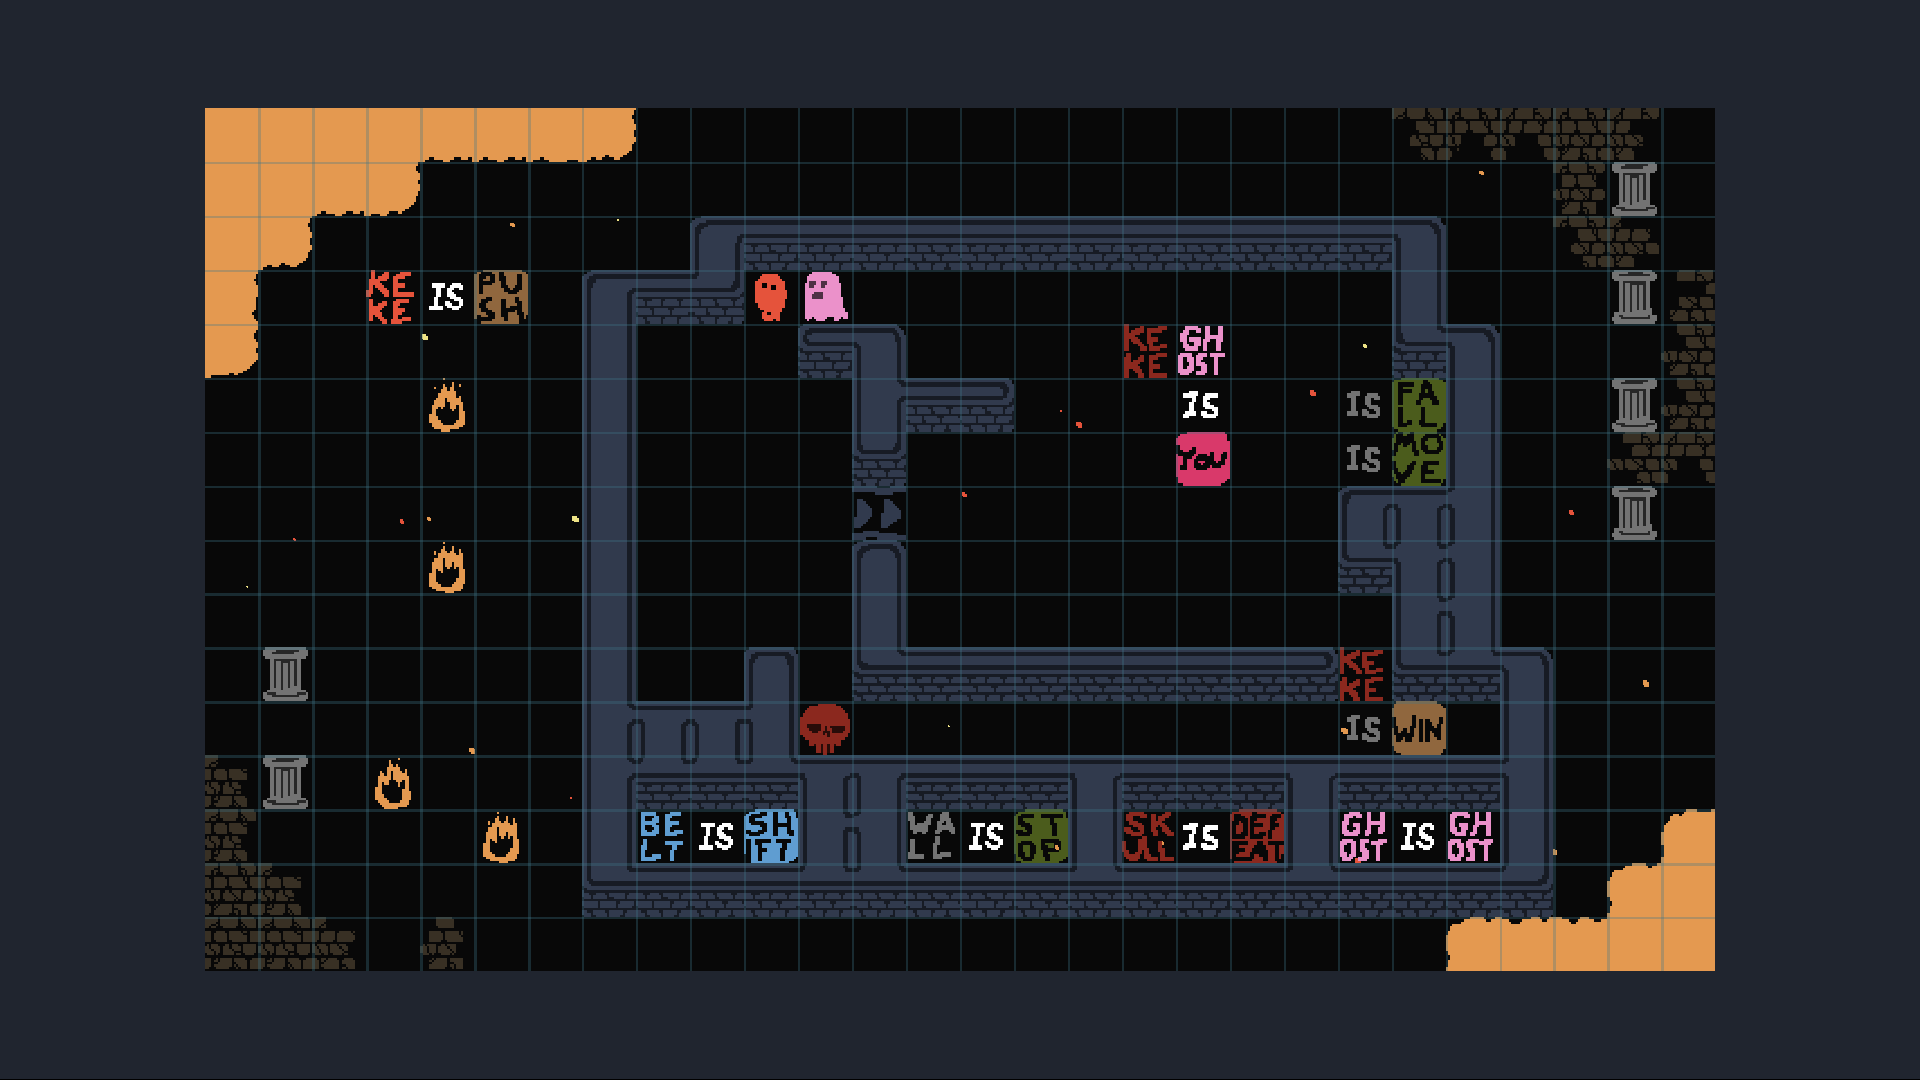 KEKE IS PUSH
KEKE GHOST
IS IS FALL
YOU IS MOVE
KEKE
IS WIN
BELT IS SHIFT WALL IS STOP SKULL IS DEFEAT GHOST IS GHOST